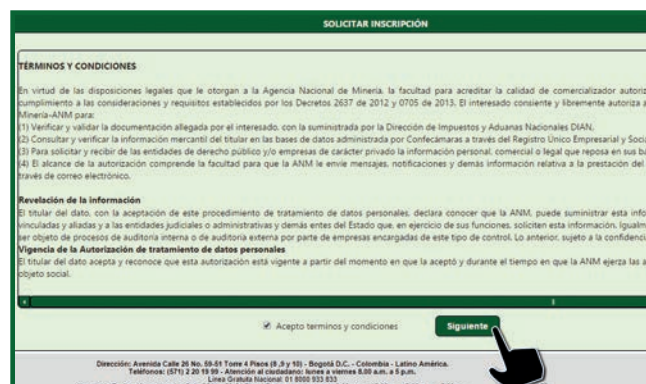 SOLICITAR INSCRIPCIÓN
TÉRMINOS Y CONDICIONES
En virtud de las disposiciones legales que le otorgan a la Agencia Nacional de Minería, la facultad para acreditar la calidad de comercializador autoriz
cumplimiento a las consideraciones y requisitos establecidos por los Decretos 2637 de 2012 y 0705 de 2013. El interesado consiente y libremente autoriza a
Minería-ANM para:
(1) Verificar y validar la documentación allegada por el interesado, con la suministrada por la Dirección de Impuestos y Aduanas Nacionales DIAN,
(2) Consultar y verificar la información mercantil del titular en las bases de datos administrada por Confecámaras a través del Registro Único Empresarial y Socia
(3) Para solicitar y recibir de las entidades de derecho público y/o empresas de carácter privado la información personal, comercial o legal que reposa en sus ba
(4) El alcance de la autorización comprende la facultad para que la ANM le envíe mensajes, notificaciones y demás información relativa a la prestación del
través de correo electrónico.
Revelación de la información
El titular del dato, con la aceptación de este procedimiento de tratamiento de datos personales, declara conocer que la ANM, puede suministrar esta info
vinculadas y aliadas y a las entidades judiciales o administrativas y demás entes del Estado que, en ejercicio de sus funciones, soliciten esta información. Igualm
ser objeto de procesos de auditoría interna o de auditoría externa por parte de empresas encargadas de este tipo de control. Lo anterior, sujeto a la confidenci
Vigencia de la Autorización de tratamiento de datos personales
El titular del dato acepta y reconoce que esta autorización está vigente a partir del momento en que la aceptó y durante el tiempo en que la ANM ejerza las a
objeto social.
Acepto terminos y condiciones
Siguiente
Dirección: Avenida Calle 26 No. 59-51 Torre 4 Pisos (8 ,9 y 10) - Bogotá D.C. - Colombia - Latino América.
Teléfonos: (571) 2 20 19 99 - Atención al ciudadano: lunes a viernes 8.00 a.m. a 5 p.m.
Línea Gratuita Nacional: 01 8000 933 833